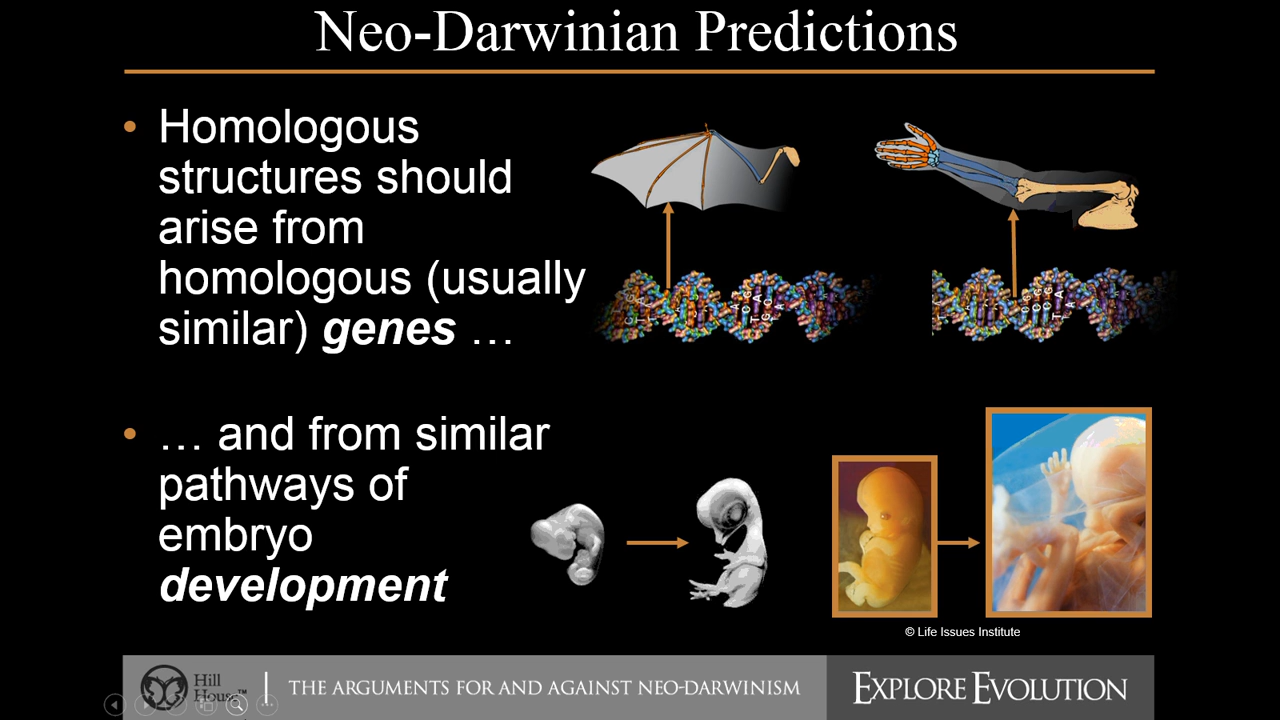 Neo-Darwinian Predictions
• Homologous
structures should
arise from
homologous (usually
similar) genes …
• … and from similar
pathways of
embryo
development
© Life Issues Institute
Hill
House™
THE ARGUMENTS FOR AND AGAINST NEO-DARWINISM
EXPLORE EVOLUTION